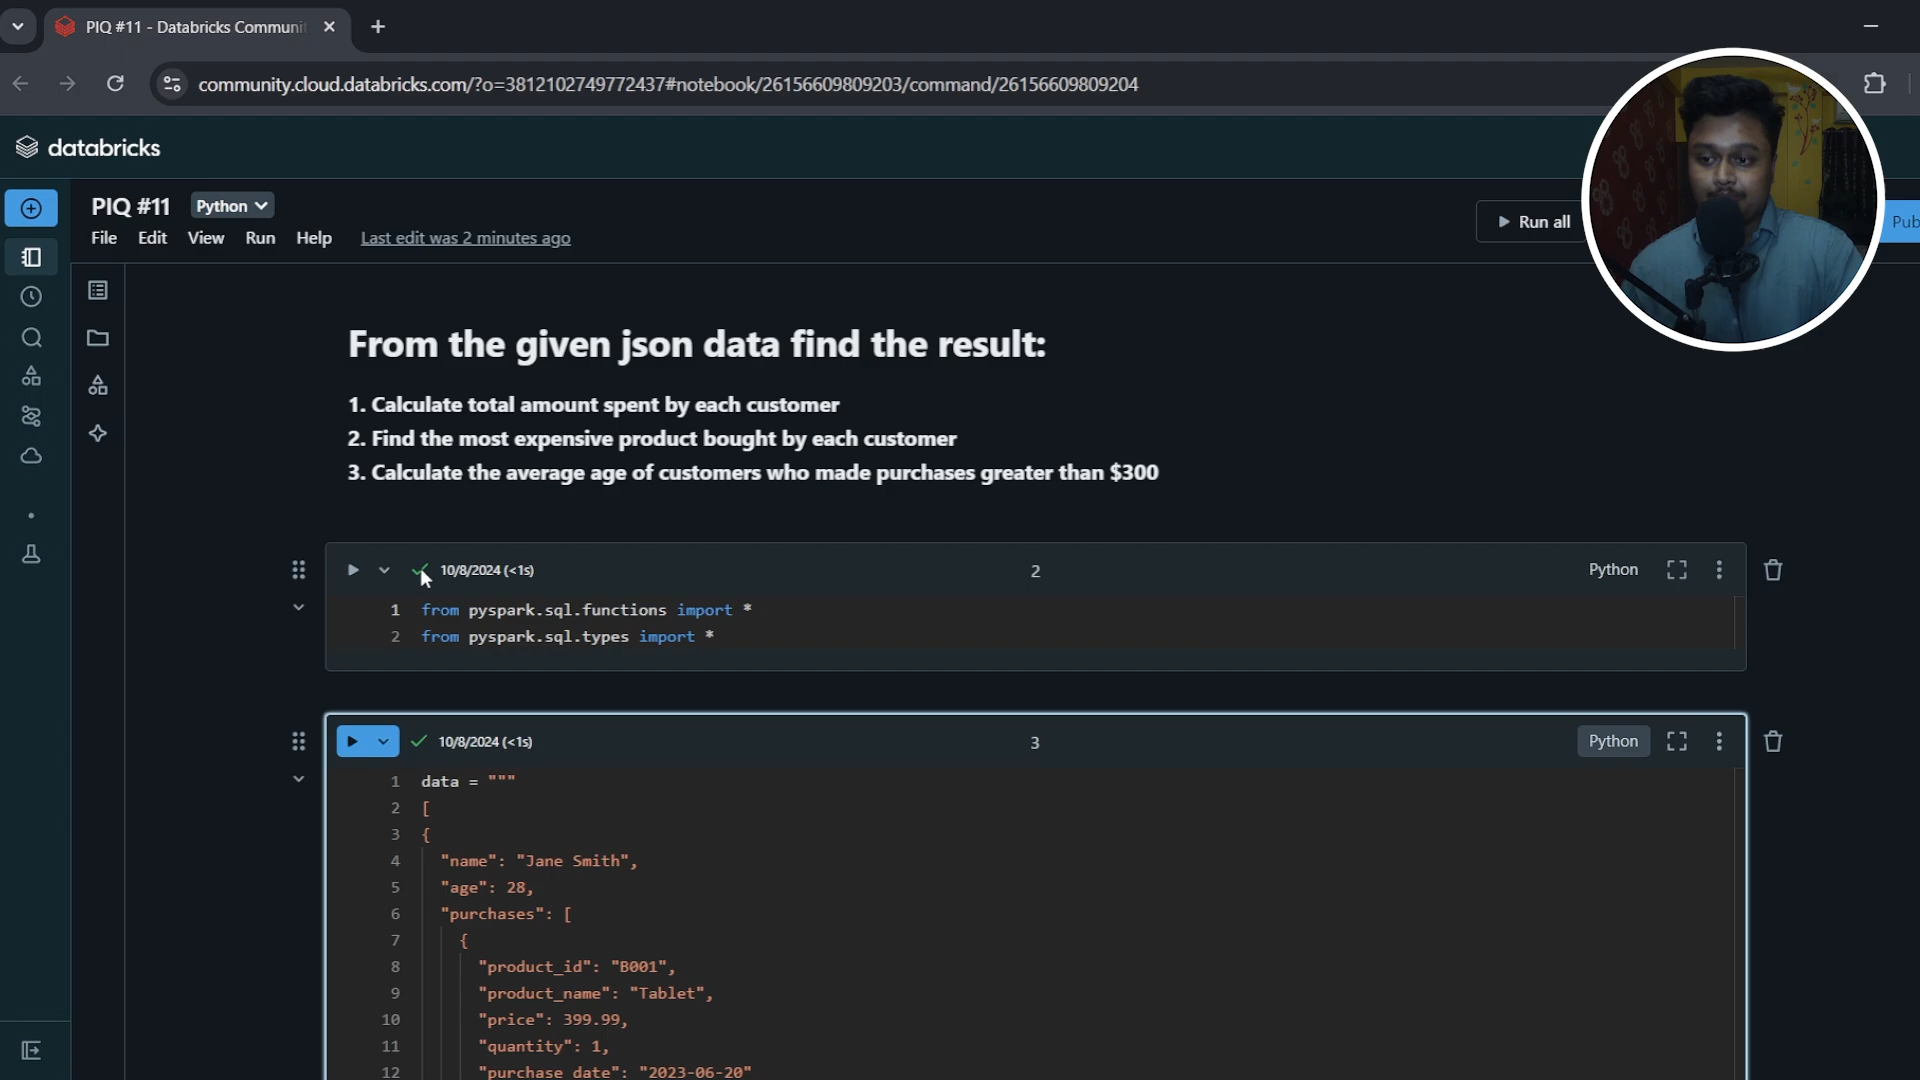 PIQ #11 - Databricks Communi
community.cloud.databricks.com/?o=3812102749772437#notebook/26156609809203/command/26156609809204
databricks
PIQ #11 Python
File Edit View Run Help Last edit was 2 minutes ago
Run all
Pub
From the given json data find the result:
1. Calculate total amount spent by each customer
2. Find the most expensive product bought by each customer
3. Calculate the average age of customers who made purchases greater than $300
10/8/2024 (<1s) 2 Python
1 from pyspark.sql.functions import *
2 from pyspark.sql.types import *
10/8/2024 (<1s) 3 Python
1 data = """
2 [
3 {
4 "name": "Jane Smith",
5 "age": 28,
6 "purchases": [
7 {
8 "product_id": "B001",
9 "product_name": "Tablet",
10 "price": 399.99,
11 "quantity": 1,
12 "purchase_date": "2023-06-20"